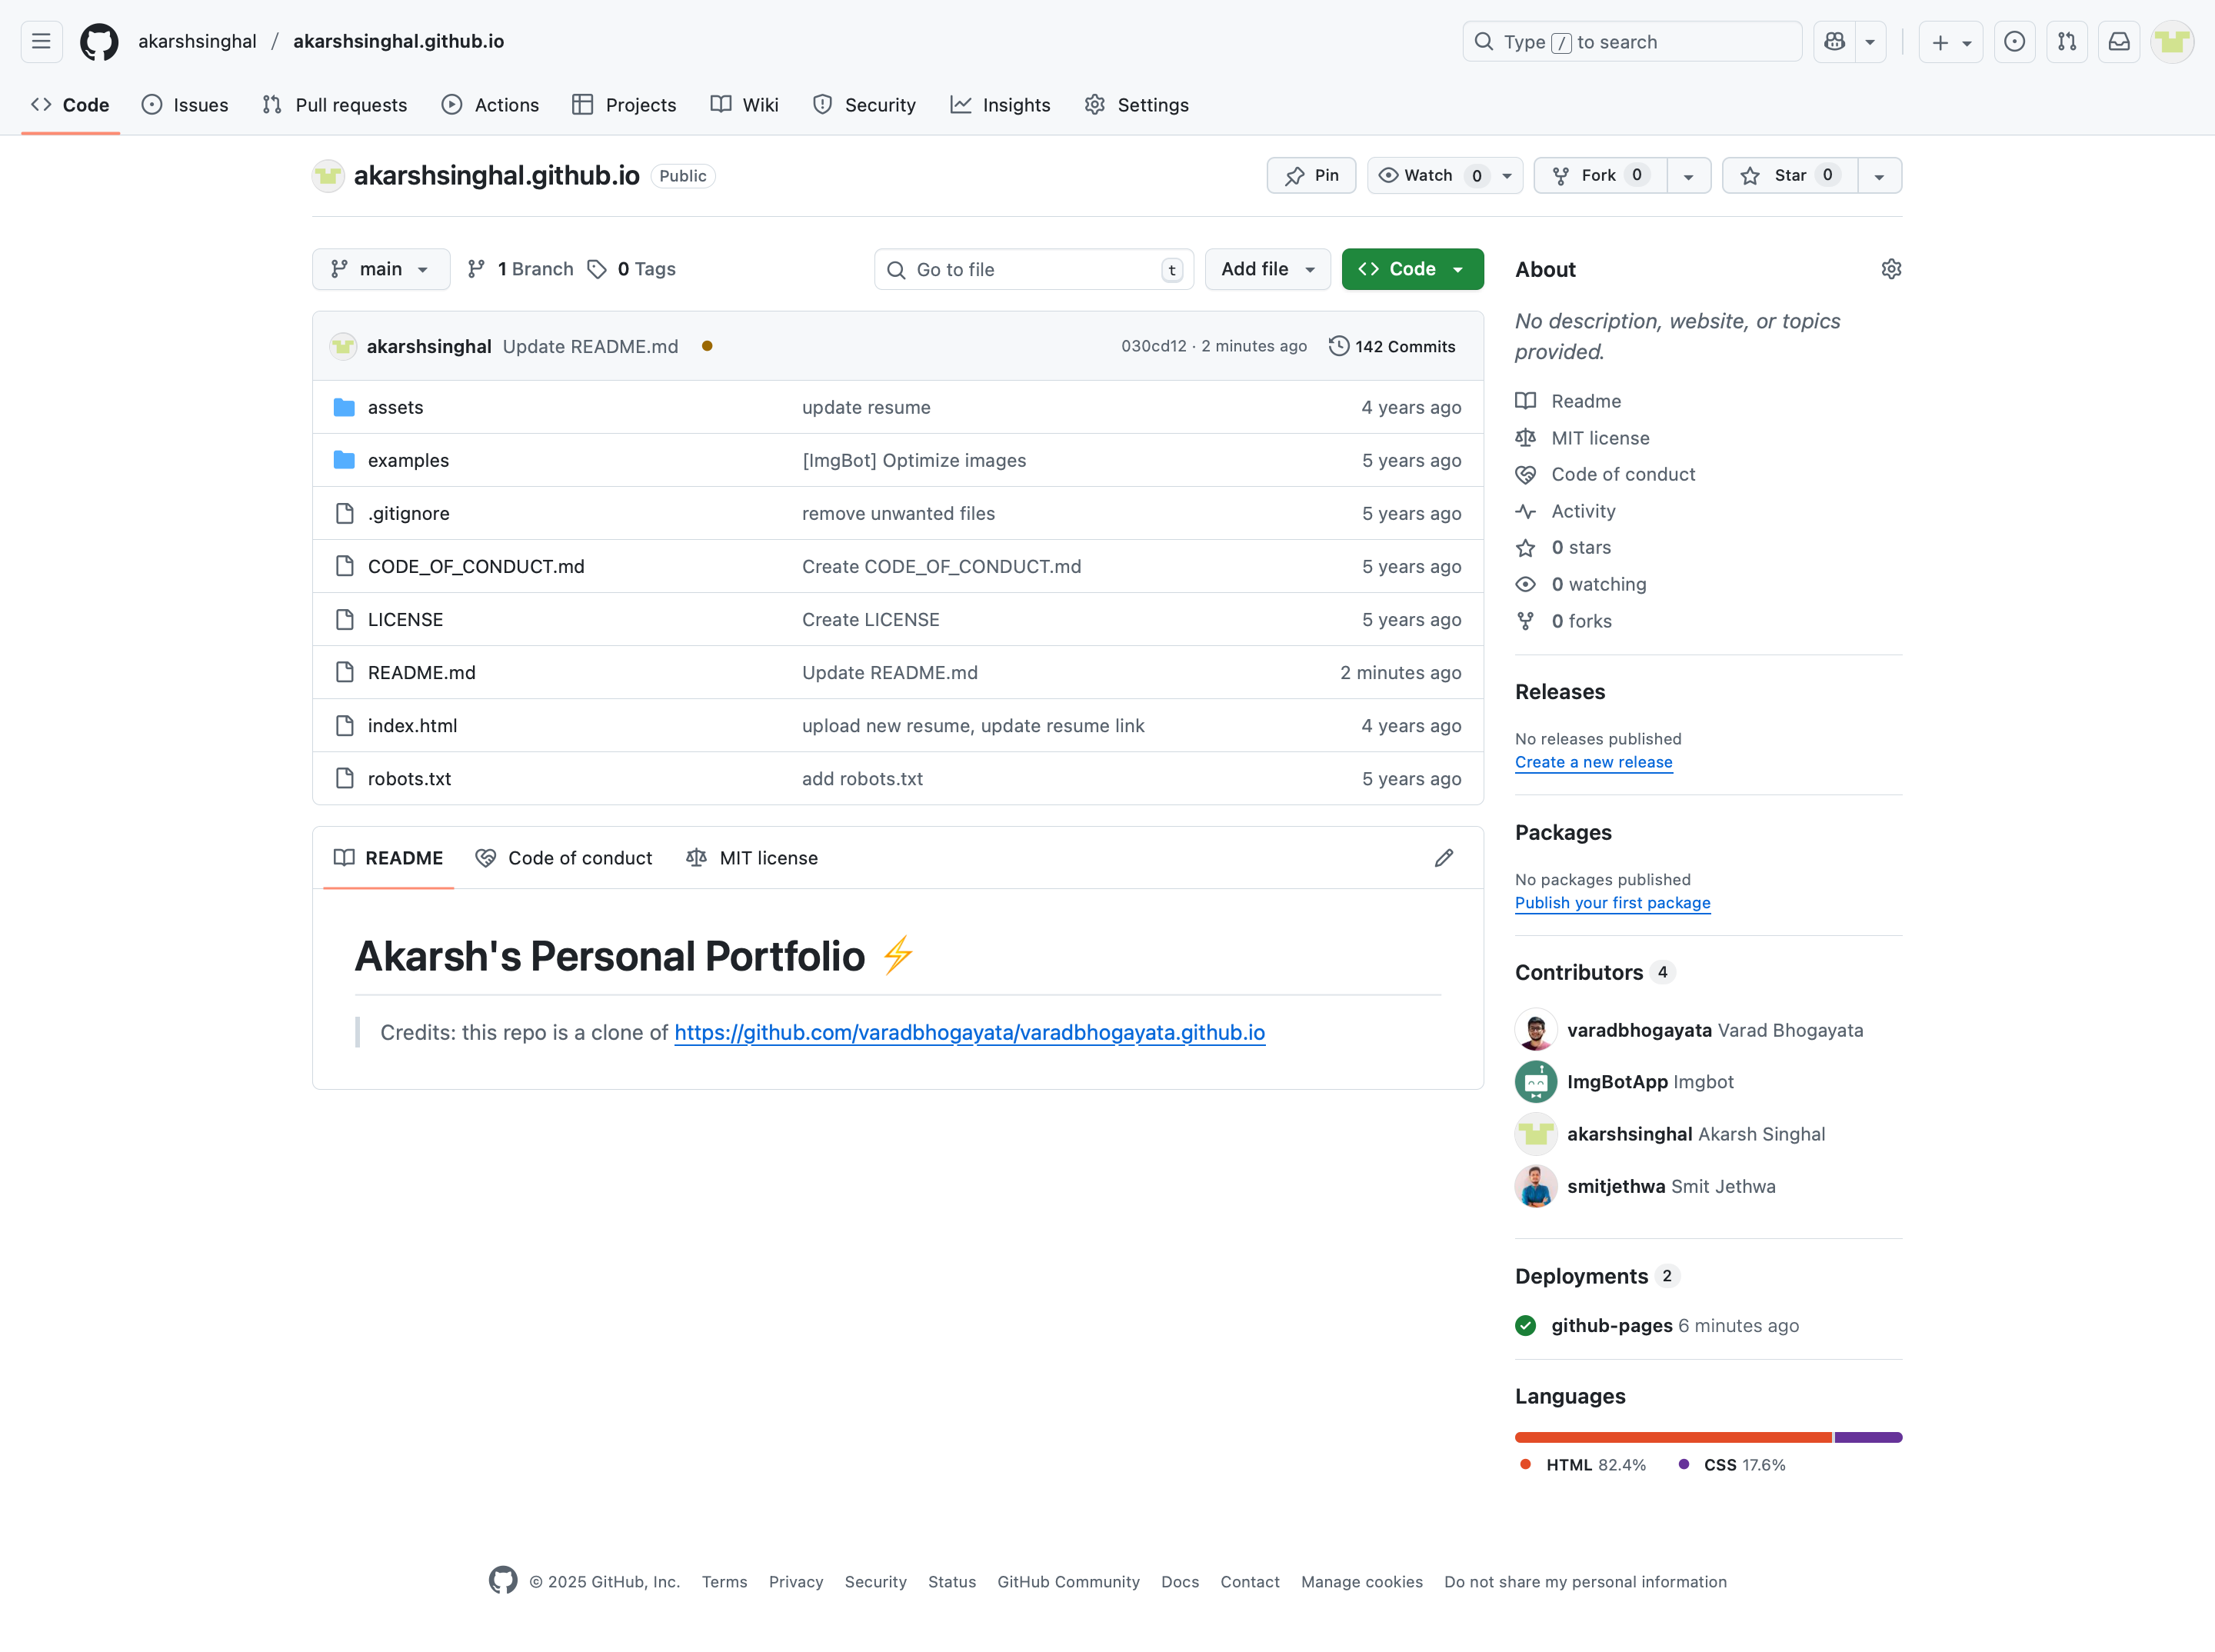 akarshsinghal / akarshsinghal.github.io
Type / to search
Code Issues Pull requests Actions Projects Wiki Security Insights Settings
akarshsinghal.github.io Public
Pin Watch 0 Fork 0 Star 0
main 1 Branch 0 Tags
Go to file t Add file Code
akarshsinghal Update README.md 030cd12 · 2 minutes ago 142 Commits
assets update resume 4 years ago
examples [ImgBot] Optimize images 5 years ago
.gitignore remove unwanted files 5 years ago
CODE_OF_CONDUCT.md Create CODE_OF_CONDUCT.md 5 years ago
LICENSE Create LICENSE 5 years ago
README.md Update README.md 2 minutes ago
index.html upload new resume, update resume link 4 years ago
robots.txt add robots.txt 5 years ago
README Code of conduct MIT license
Akarsh's Personal Portfolio ⚡
Credits: this repo is a clone of https://github.com/varadbhogayata/varadbhogayata.github.io
About
No description, website, or topics
provided.
Readme
MIT license
Code of conduct
Activity
0 stars
0 watching
0 forks
Releases
No releases published
Create a new release
Packages
No packages published
Publish your first package
Contributors 4
varadbhogayata Varad Bhogayata
ImgBotApp Imgbot
akarshsinghal Akarsh Singhal
smitjethwa Smit Jethwa
Deployments 2
github-pages 6 minutes ago
Languages
HTML 82.4% CSS 17.6%
© 2025 GitHub, Inc. Terms Privacy Security Status GitHub Community Docs Contact Manage cookies Do not share my personal information